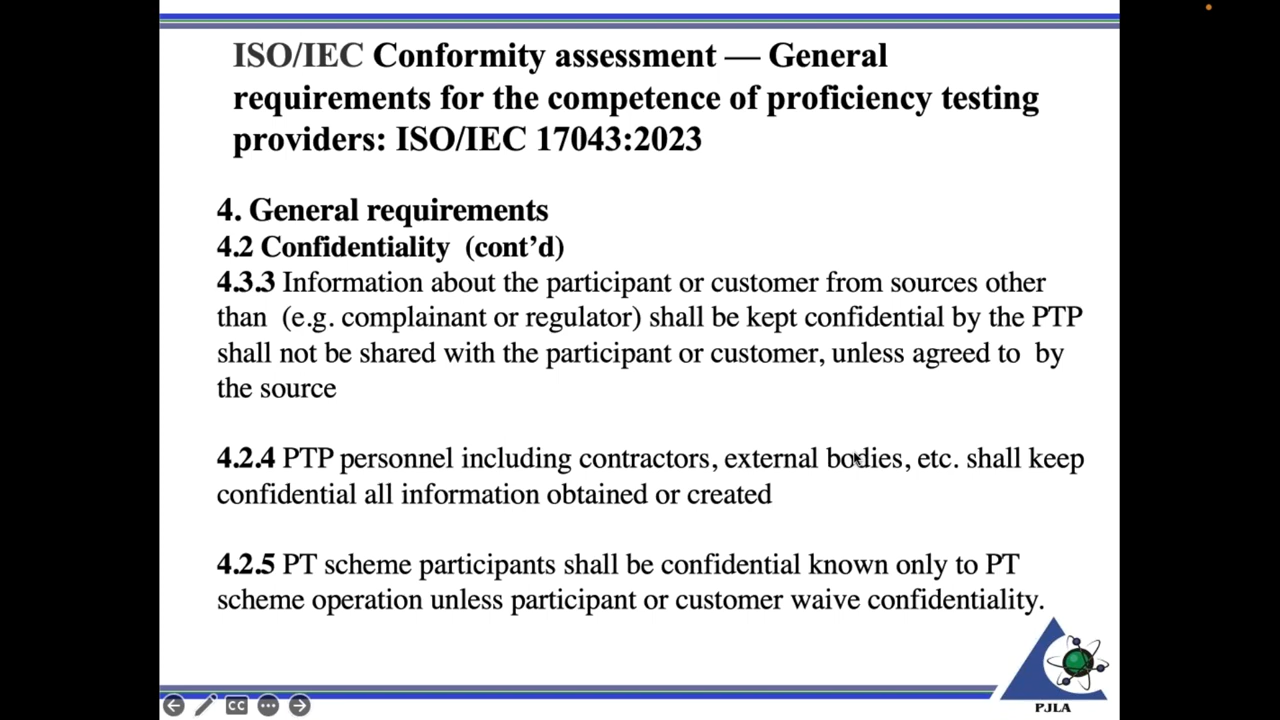 ISO/IEC Conformity assessment — General
requirements for the competence of proficiency testing
providers: ISO/IEC 17043:2023
4. General requirements
4.2 Confidentiality  (cont’d)
4.3.3 Information about the participant or customer from sources other
than  (e.g. complainant or regulator) shall be kept confidential by the PTP
shall not be shared with the participant or customer, unless agreed to  by
the source
4.2.4 PTP personnel including contractors, external bodies, etc. shall keep
confidential all information obtained or created
4.2.5 PT scheme participants shall be confidential known only to PT
scheme operation unless participant or customer waive confidentiality.
PJLA
CC